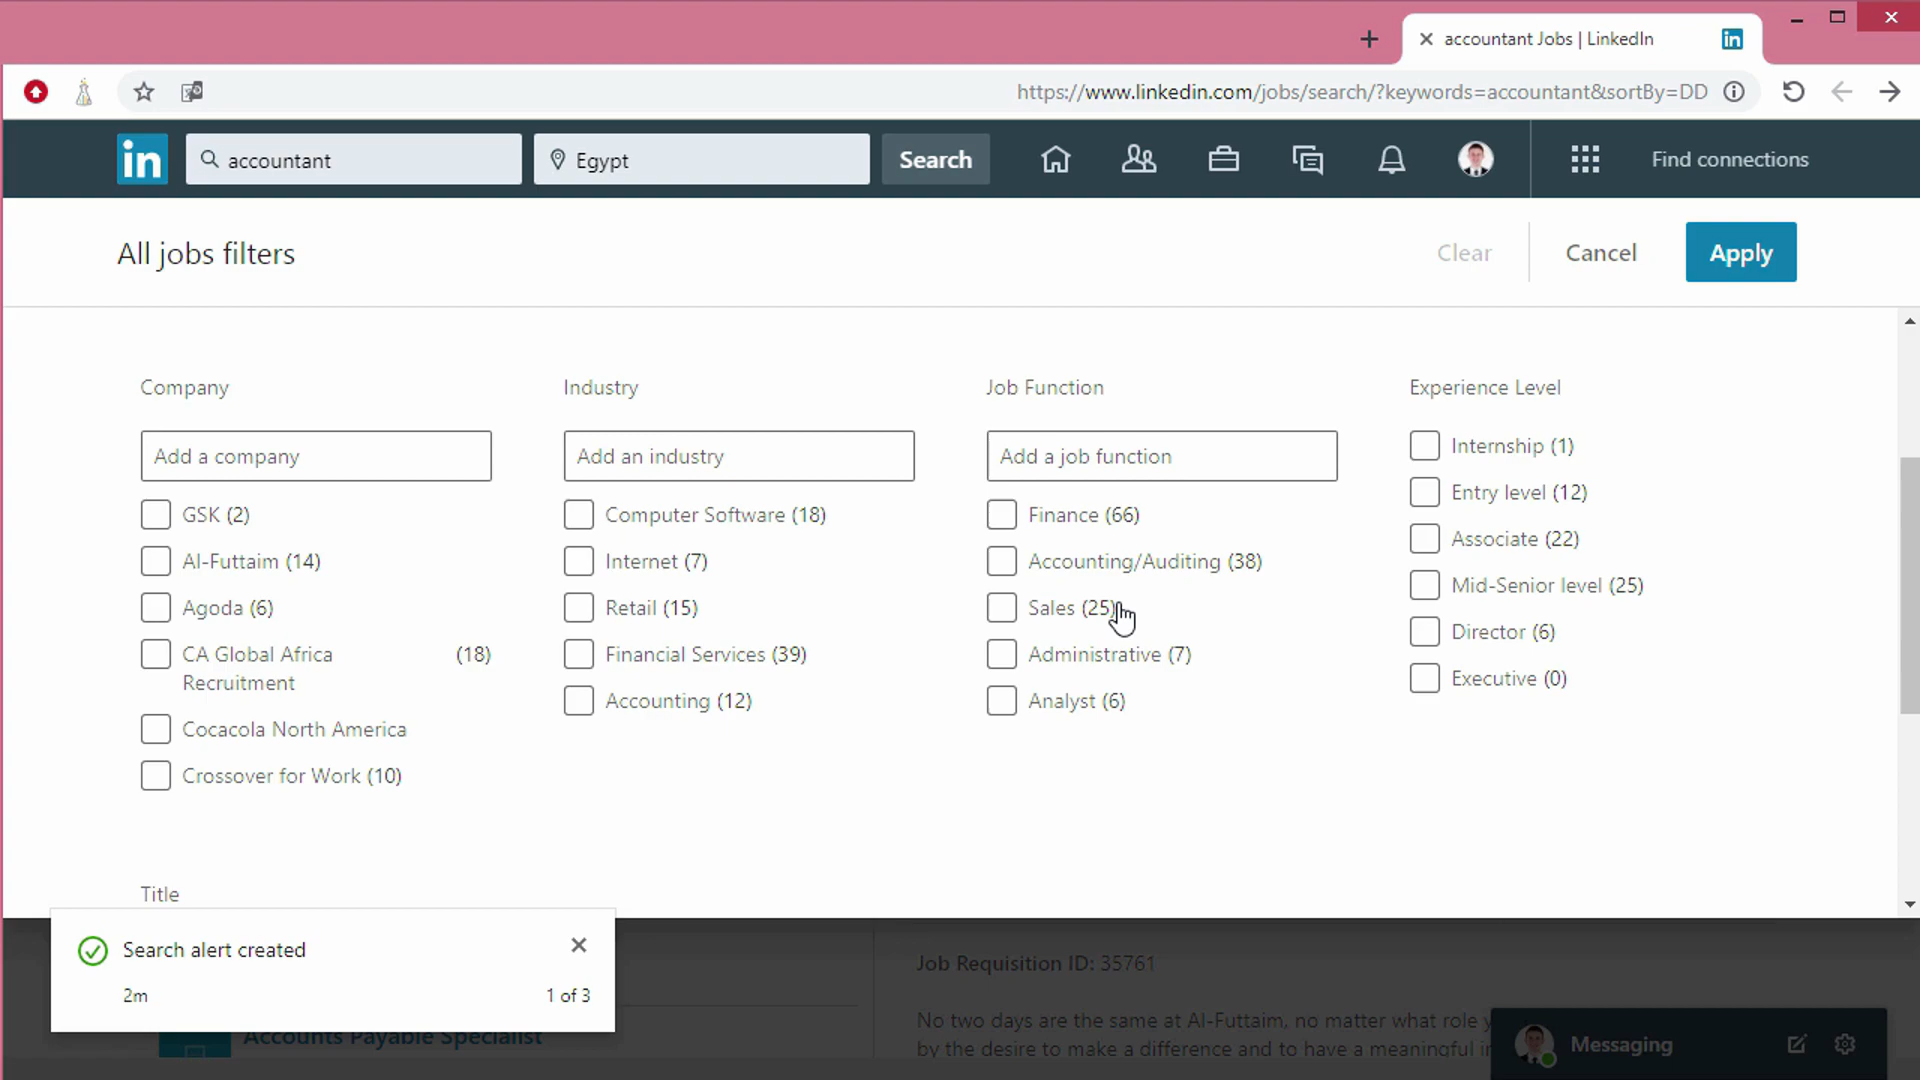 accountant Jobs | LinkedIn
https://www.linkedin.com/jobs/search/?keywords=accountant&sortBy=DD
in
accountant
Egypt
Search
Find connections
All jobs filters
Clear
Cancel
Apply
Company
Add a company
GSK (2)
Al-Futtaim (14)
Agoda (6)
CA Global Africa (18)
Recruitment
Cocacola North America
Crossover for Work (10)
Industry
Add an industry
Computer Software (18)
Internet (7)
Retail (15)
Financial Services (39)
Accounting (12)
Job Function
Add a job function
Finance (66)
Accounting/Auditing (38)
Sales (25)
Administrative (7)
Analyst (6)
Experience Level
Internship (1)
Entry level (12)
Associate (22)
Mid-Senior level (25)
Director (6)
Executive (0)
Title
Search alert created
2m
1 of 3
Accounts Payable Specialist
Job Requisition ID: 35761
No two days are the same at Al-Futtaim, no matter what role
by the desire to make a difference and to have a meaningful
Messaging